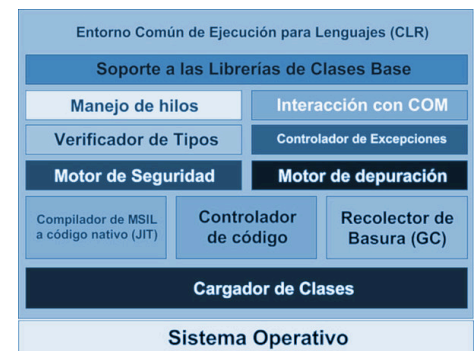 Entorno Común de Ejecución para Lenguajes (CLR)
Soporte a las Librerías de Clases Base
Manejo de hilos
Interacción con COM
Verificador de Tipos
Controlador de Excepciones
Motor de Seguridad
Motor de depuración
Compilador de MSIL
a código nativo (JIT)
Controlador
de código
Recolector de
Basura (GC)
Cargador de Clases
Sistema Operativo